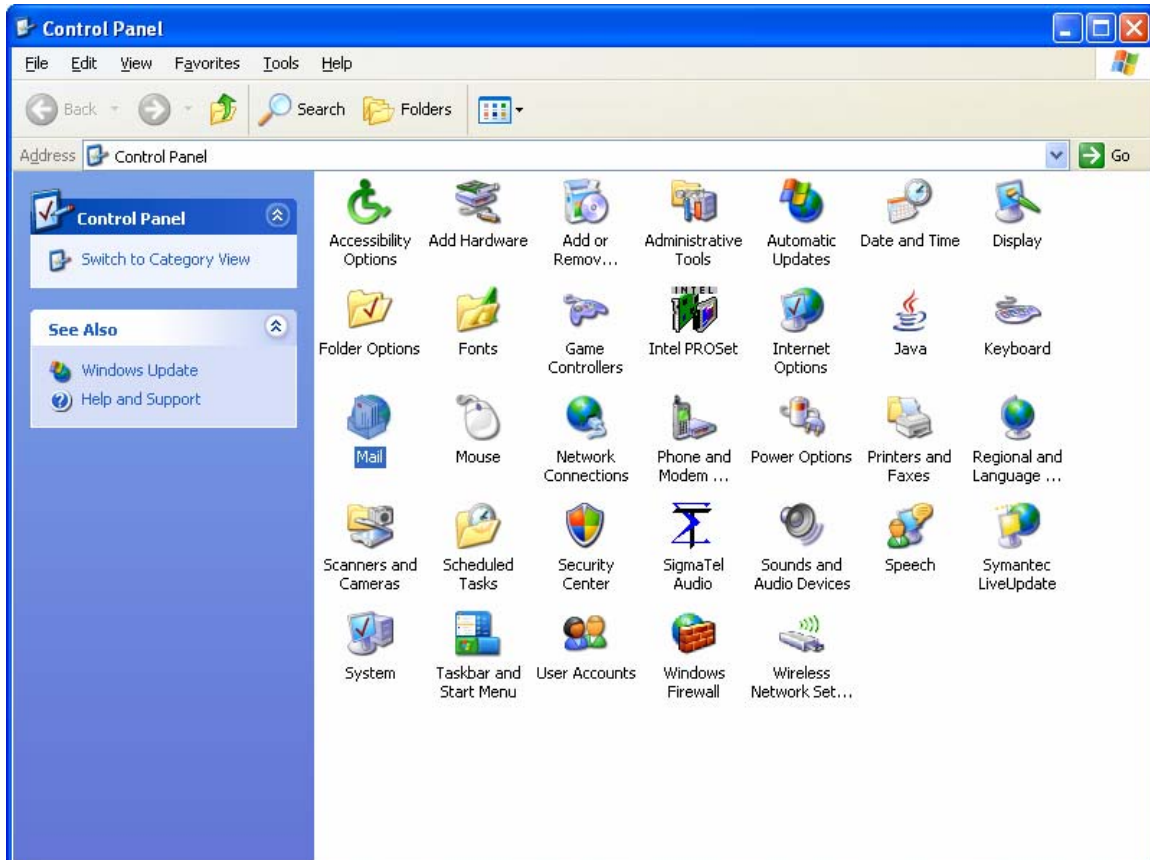 Control Panel
File Edit View Favorites Tools Help
Back Search Folders
Address Control Panel Go
Control Panel
Switch to Category View
See Also
Windows Update
Help and Support
Accessibility Options
Add Hardware
Add or Remov...
Administrative Tools
Automatic Updates
Date and Time
Display
Folder Options
Fonts
Game Controllers
INTEL
Intel PROSet
Internet Options
Java
Keyboard
Mail
Mouse
Network Connections
Phone and Modem ...
Power Options
Printers and Faxes
Regional and Language ...
Scanners and Cameras
Scheduled Tasks
Security Center
SigmaTel Audio
Sounds and Audio Devices
Speech
Symantec LiveUpdate
System
Taskbar and Start Menu
User Accounts
Windows Firewall
Wireless Network Set...